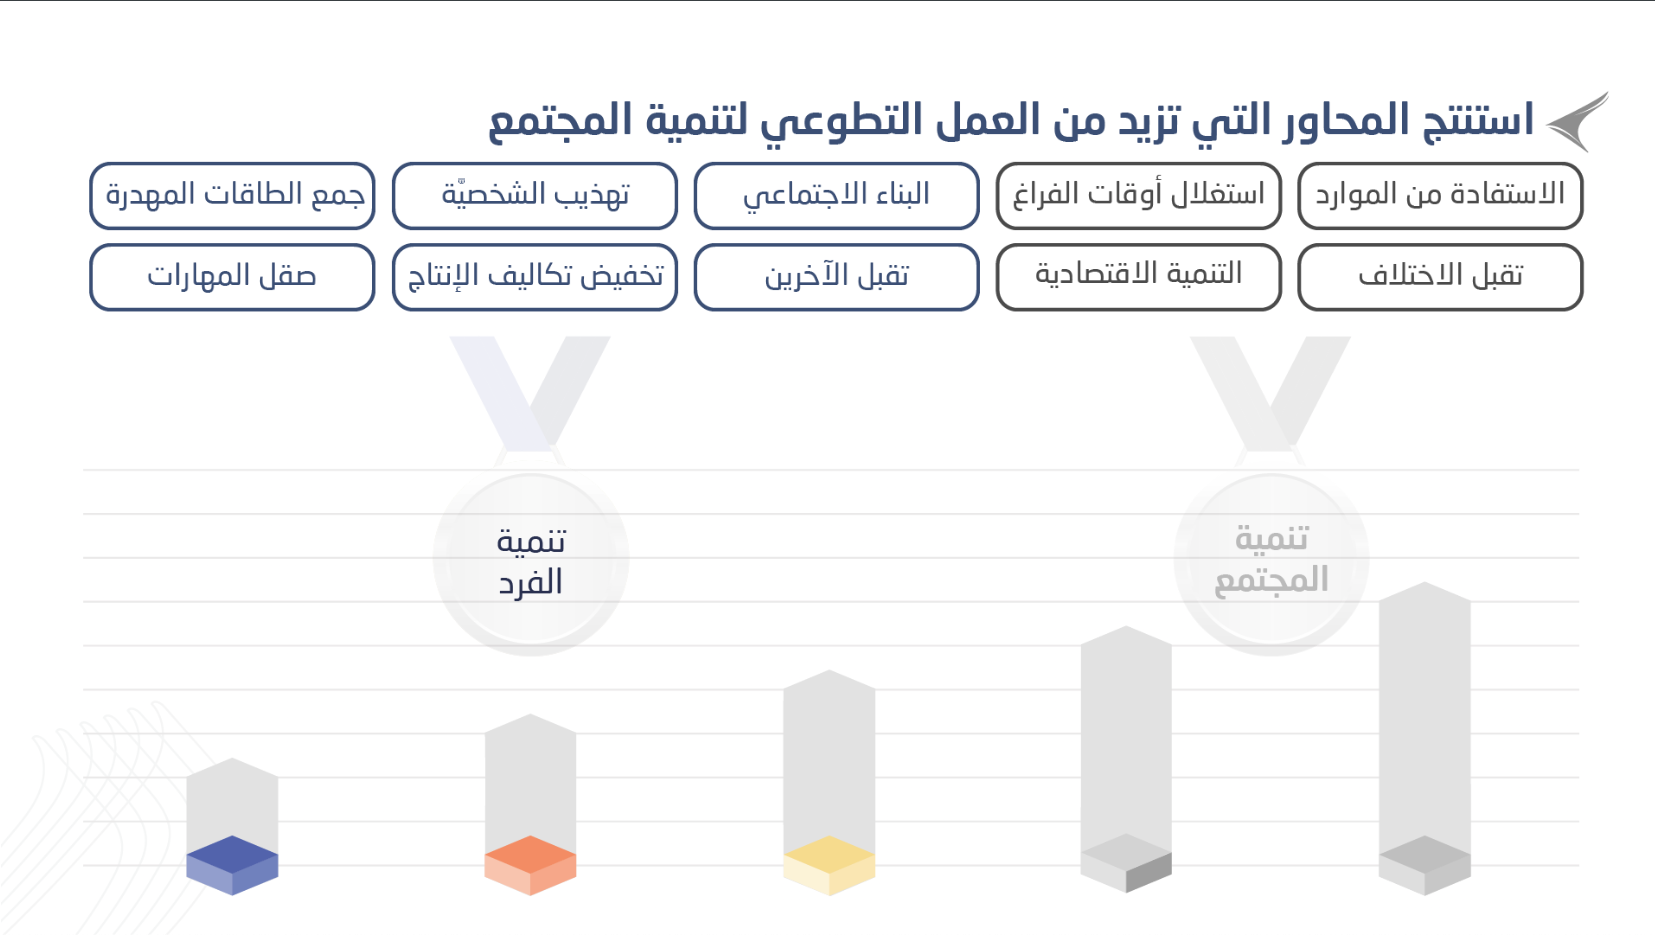 استنتج المحاور التي تزيد من العمل التطوعي لتنمية المجتمع
الاستفادة من الموارد
استغلال أوقات الفراغ
البناء الاجتماعي
تهذيب الشخصيَّة
جمع الطاقات المهدرة
تقبل الاختلاف
التنمية الاقتصادية
تقبل الآخرين
تخفيض تكاليف الإنتاج
صقل المهارات
تنمية
المجتمع
تنمية
الفرد